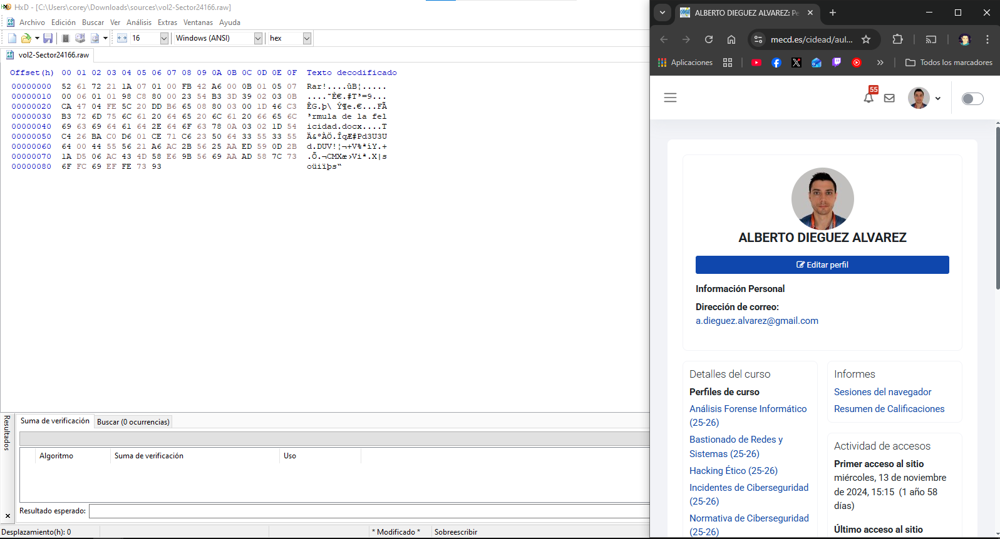 HxD - [C:\Users\corey\Downloads\sources\vol2-Sector24166.raw]
Archivo Edición Buscar Ver Análisis Extras Ventanas Ayuda
16 Windows (ANSI) hex
vol2-Sector24166.raw
Offset(h) 00 01 02 03 04 05 06 07 08 09 0A 0B 0C 0D 0E 0F Texto decodificado
00000000 52 61 72 21 1A 07 01 00 FB 42 A6 00 0B 01 05 07 Rar!....ûB¦.....
00000010 00 06 01 01 98 C8 80 00 23 54 B3 3D 39 02 03 0B ....˜È€.#T³=9...
00000020 CA 47 04 FE 5C 20 DD B6 65 08 80 03 00 1D 46 C3 ÊG.þ\ Ý¶e.€...FÃ
00000030 B3 72 6D 75 6C 61 20 64 65 20 6C 61 20 66 65 6C ³rmula de la fel
00000040 69 63 69 64 61 64 2E 64 6F 63 78 0A 03 02 1D 54 icidad.docx....T
00000050 C4 26 BA C0 D6 01 CE 71 C6 23 50 64 33 55 33 55 Ä&ºÀÖ.ÎqÆ#Pd3U3U
00000060 64 00 44 55 56 21 A6 AC 2B 56 25 AA ED 59 0D 2B d.DUV!¦¬+V%ªíY.+
00000070 1A D5 06 AC 43 4D 58 E6 9B 56 69 AA AD 58 7C 73 .Õ.¬CMXæ›Viª.X|s
00000080 6F FC 69 EF FE 73 93 oüiïþs“
Resultados
Suma de verificación Buscar (0 ocurrencias)
Algoritmo Suma de verificación Uso
Resultado esperado:
Desplazamiento(h): 0 * Modificado * Sobreescribir
cidead ALBERTO DIEGUEZ ALVAREZ: Pe
mecd.es/cidead/aul...
Aplicaciones Todos los marcadores
55
ALBERTO DIEGUEZ ALVAREZ
Editar perfil
Información Personal
Dirección de correo:
a.dieguez.alvarez@gmail.com
Detalles del curso
Perfiles de curso
Análisis Forense Informático
(25-26)
Bastionado de Redes y
Sistemas (25-26)
Hacking Ético (25-26)
Incidentes de Ciberseguridad
(25-26)
Normativa de Ciberseguridad
(25-26)
Informes
Sesiones del navegador
Resumen de Calificaciones
Actividad de accesos
Primer acceso al sitio
miércoles, 13 de noviembre
de 2024, 15:15 (1 año 58
días)
Último acceso al sitio